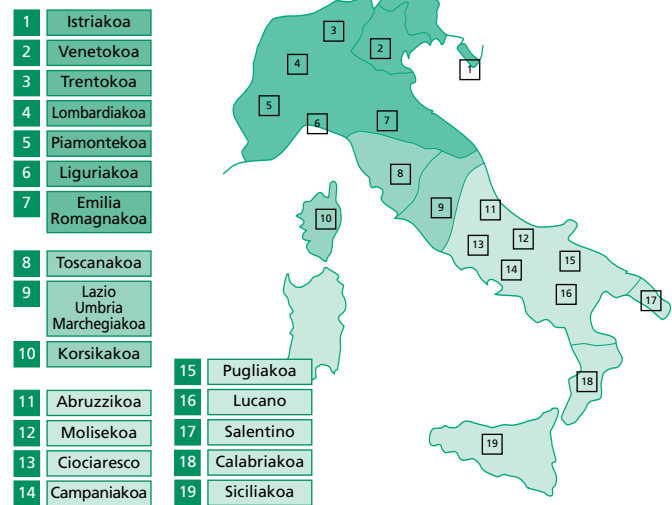 1 Istriakoa
2 Venetokoa
3 Trentokoa
4 Lombardiakoa
5 Piamontekoa
6 Liguriakoa
7 Emilia
Romagnakoa
8 Toscanakoa
9 Lazio
Umbria
Marchegiakoa
10 Korsikakoa
11 Abruzzikoa
12 Molisekoa
13 Ciociaresco
14 Campaniakoa
15 Pugliakoa
16 Lucano
17 Salentino
18 Calabriakoa
19 Siciliakoa
3
2
4
1
5
6
7
8
9
10
11
12
13
15
14
16
17
18
19